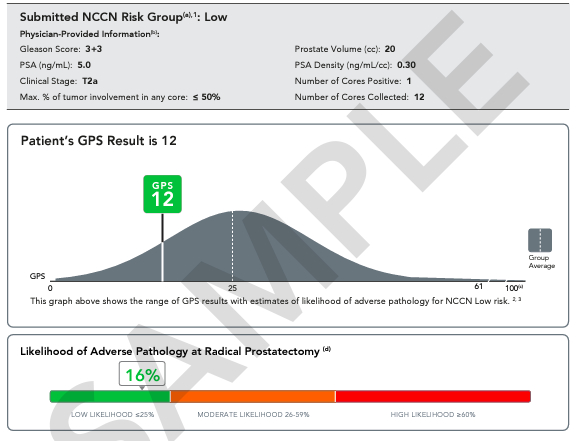 Submitted NCCN Risk Group(a),1: Low
Physician-Provided Information(b):
Gleason Score: 3+3
Prostate Volume (cc): 20
PSA (ng/mL): 5.0
PSA Density (ng/mL/cc): 0.30
Clinical Stage: T2a
Number of Cores Positive: 1
Max. % of tumor involvement in any core: ≤ 50%
Number of Cores Collected: 12
Patient's GPS Result is 12
GPS
12
Group
Average
GPS
0 25 61 100(c)
This graph above shows the range of GPS results with estimates of likelihood of adverse pathology for NCCN Low risk. 2, 3
Likelihood of Adverse Pathology at Radical Prostatectomy (d)
16%
LOW LIKELIHOOD ≤25% MODERATE LIKELIHOOD 26-59% HIGH LIKELIHOOD ≥60%
SAMPLE